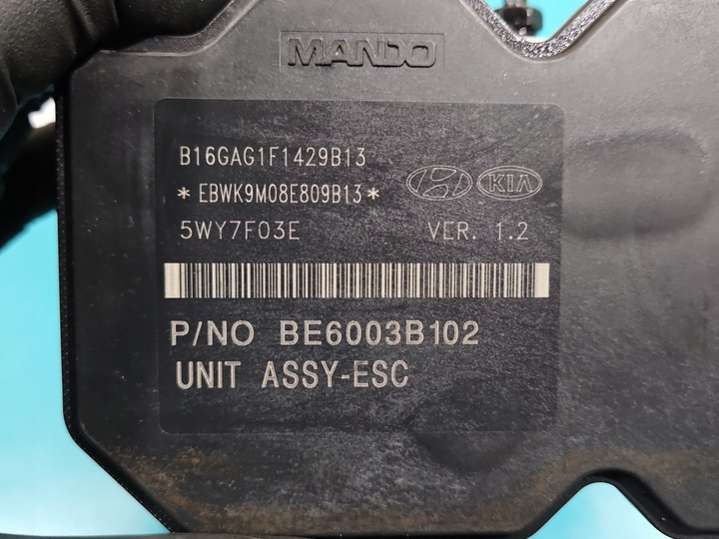 MANDO
B16GAG1F1429B13
*EBWK9M08E809B13*
KIA
5WY7F03E VER. 1.2
P/NO BE6003B102
UNIT ASSY-ESC